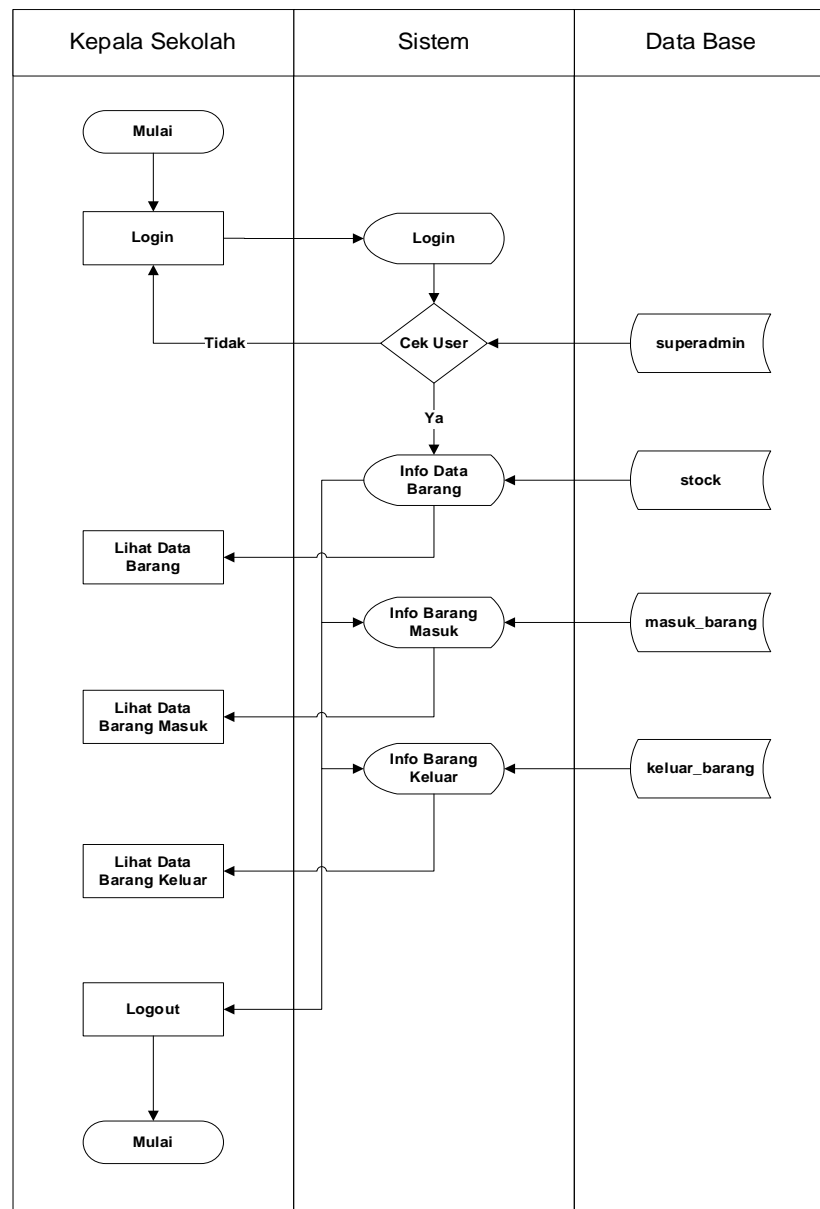 Kepala Sekolah
Sistem
Data Base
Mulai
Login
Login
Tidak
Cek User
superadmin
Ya
Info Data
Barang
stock
Lihat Data
Barang
Info Barang
Masuk
masuk_barang
Lihat Data
Barang Masuk
Info Barang
Keluar
keluar_barang
Lihat Data
Barang Keluar
Logout
Mulai